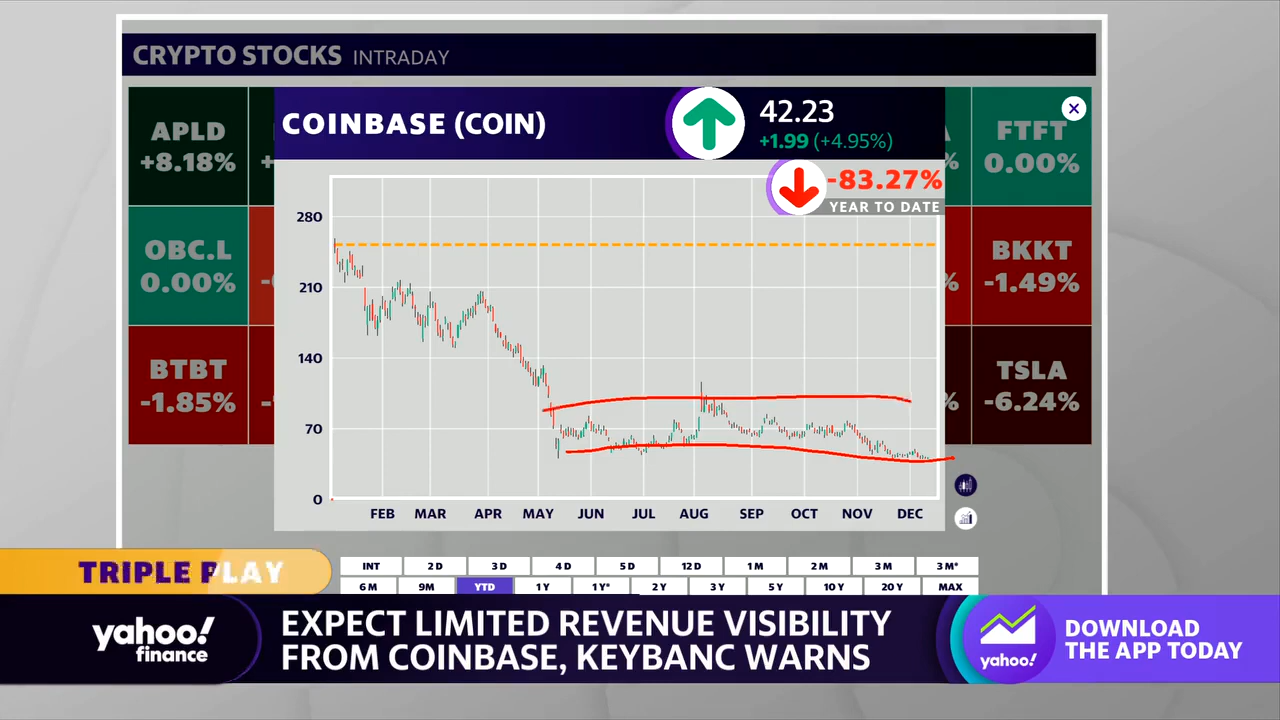 CRYPTO STOCKS INTRADAY
COINBASE (COIN)
42.23
+1.99 (+4.95%)
-83.27%
YEAR TO DATE
APLD
+8.18%
FTFT
0.00%
OBC.L
0.00%
BKKT
-1.49%
BTBT
-1.85%
TSLA
-6.24%
280
210
140
70
0
FEB MAR APR MAY JUN JUL AUG SEP OCT NOV DEC
INT 2 D 3 D 4 D 5 D 12 D 1 M 2 M 3 M 3 M*
6 M 9M YTD 1 Y 1 Y* 2 Y 3 Y 5 Y 10 Y 20 Y MAX
TRIPLE PLAY
yahoo!
finance
EXPECT LIMITED REVENUE VISIBILITY
FROM COINBASE, KEYBANC WARNS
yahoo!
DOWNLOAD
THE APP TODAY